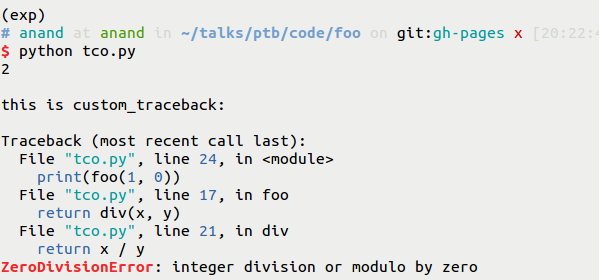 (exp)
# anand at anand in ~/talks/ptb/code/foo on git:gh-pages x [20:22:4
$ python tco.py
2
this is custom_traceback:
Traceback (most recent call last):
  File "tco.py", line 24, in <module>
    print(foo(1, 0))
  File "tco.py", line 17, in foo
    return div(x, y)
  File "tco.py", line 21, in div
    return x / y
ZeroDivisionError: integer division or modulo by zero